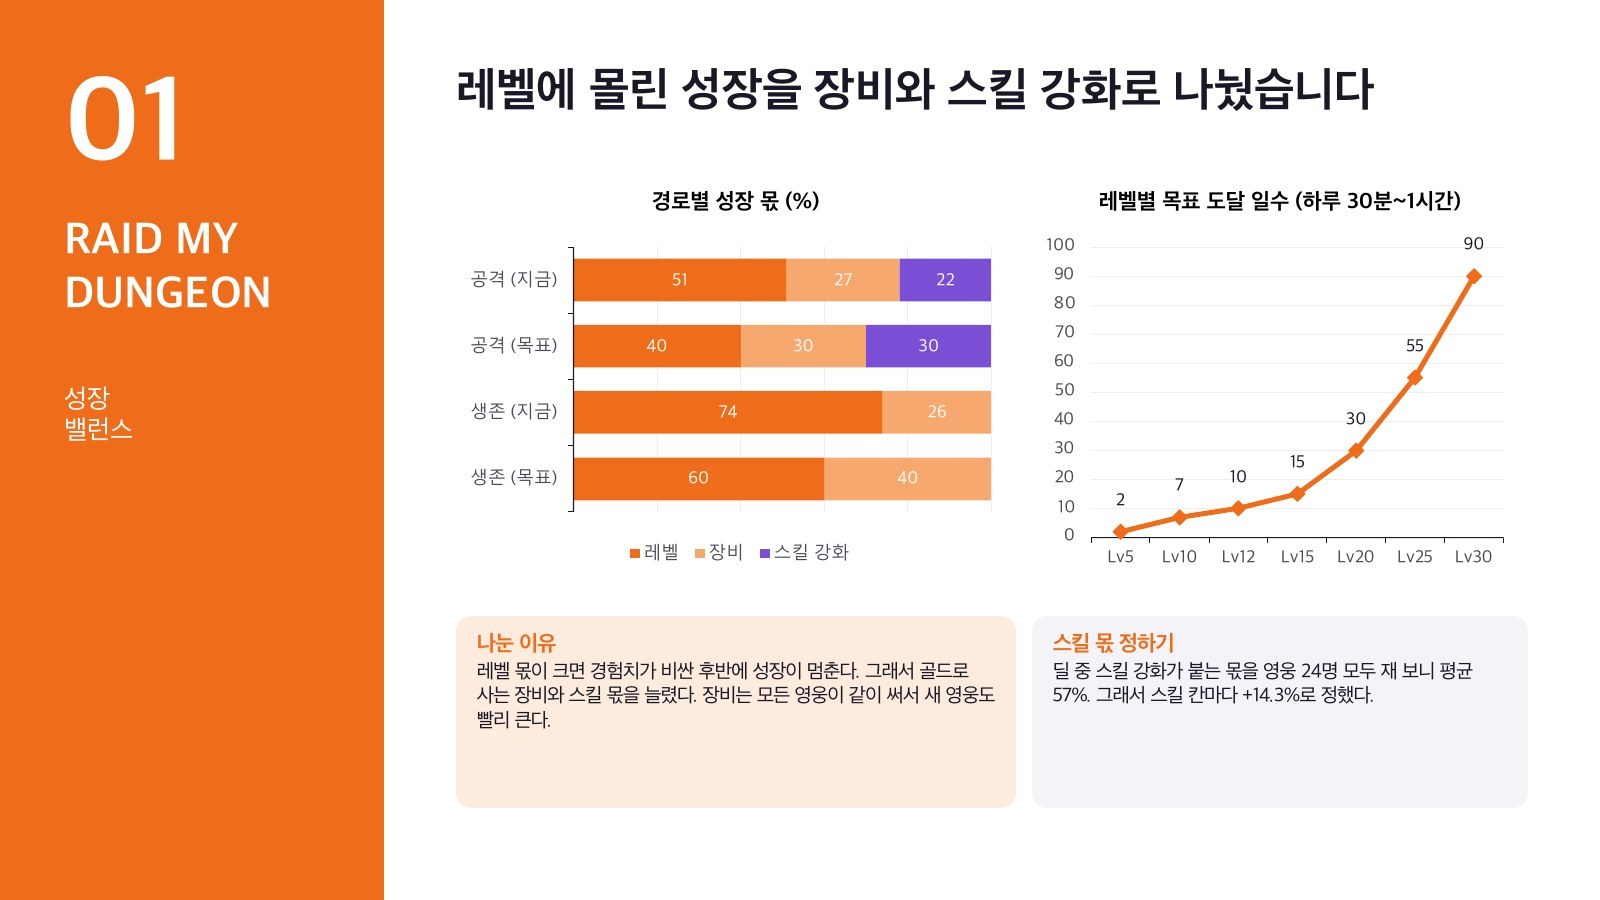 01
RAID MY
DUNGEON
성장
밸런스
레벨에 몰린 성장을 장비와 스킬 강화로 나눴습니다
경로별 성장 몫 (%)
공격 (지금)
51
27
22
공격 (목표)
40
30
30
생존 (지금)
74
26
생존 (목표)
60
40
레벨
장비
스킬 강화
레벨별 목표 도달 일수 (하루 30분~1시간)
100
90
80
70
60
50
40
30
20
10
0
2
7
10
15
30
55
90
Lv5
Lv10
Lv12
Lv15
Lv20
Lv25
Lv30
나눈 이유
레벨 몫이 크면 경험치가 비싼 후반에 성장이 멈춘다. 그래서 골드로
사는 장비와 스킬 몫을 늘렸다. 장비는 모든 영웅이 같이 써서 새 영웅도
빨리 큰다.
스킬 몫 정하기
딜 중 스킬 강화가 붙는 몫을 영웅 24명 모두 재 보니 평균
57%. 그래서 스킬 칸마다 +14.3%로 정했다.